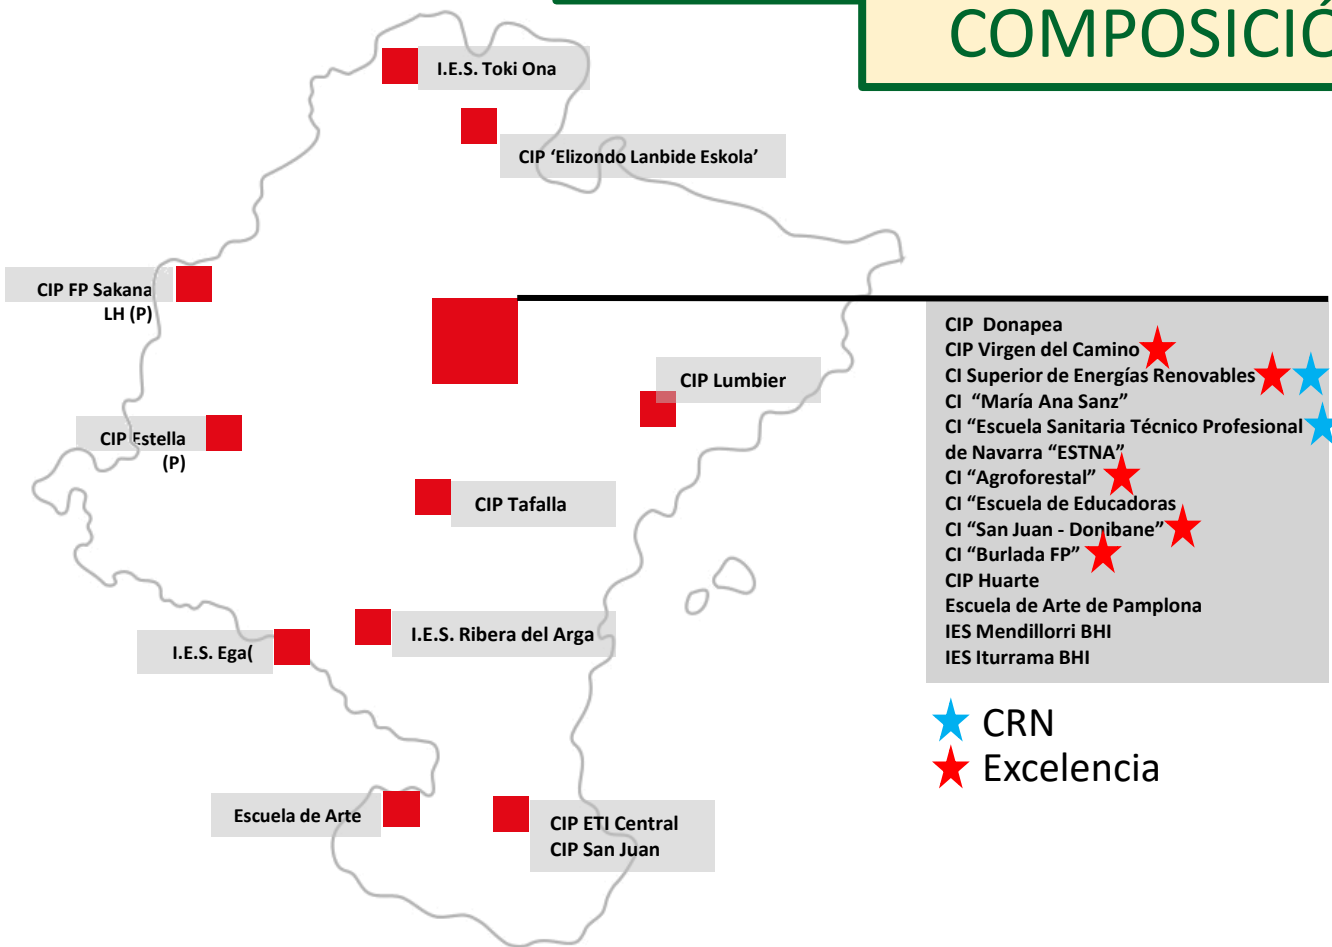 COMPOSICIÓ
I.E.S. Toki Ona
CIP ‘Elizondo Lanbide Eskola’
CIP FP Sakana
LH (P)
CIP Donapea
CIP Virgen del Camino
CI Superior de Energías Renovables
CI “María Ana Sanz”
CI “Escuela Sanitaria Técnico Profesional
de Navarra “ESTNA”
CI “Agroforestal”
CI “Escuela de Educadoras
CI “San Juan - Donibane”
CI “Burlada FP”
CIP Huarte
Escuela de Arte de Pamplona
IES Mendillorri BHI
IES Iturrama BHI
CIP Lumbier
CIP Estella
(P)
CIP Tafalla
I.E.S. Ribera del Arga
I.E.S. Ega(
CRN
Excelencia
Escuela de Arte
CIP ETI Central
CIP San Juan